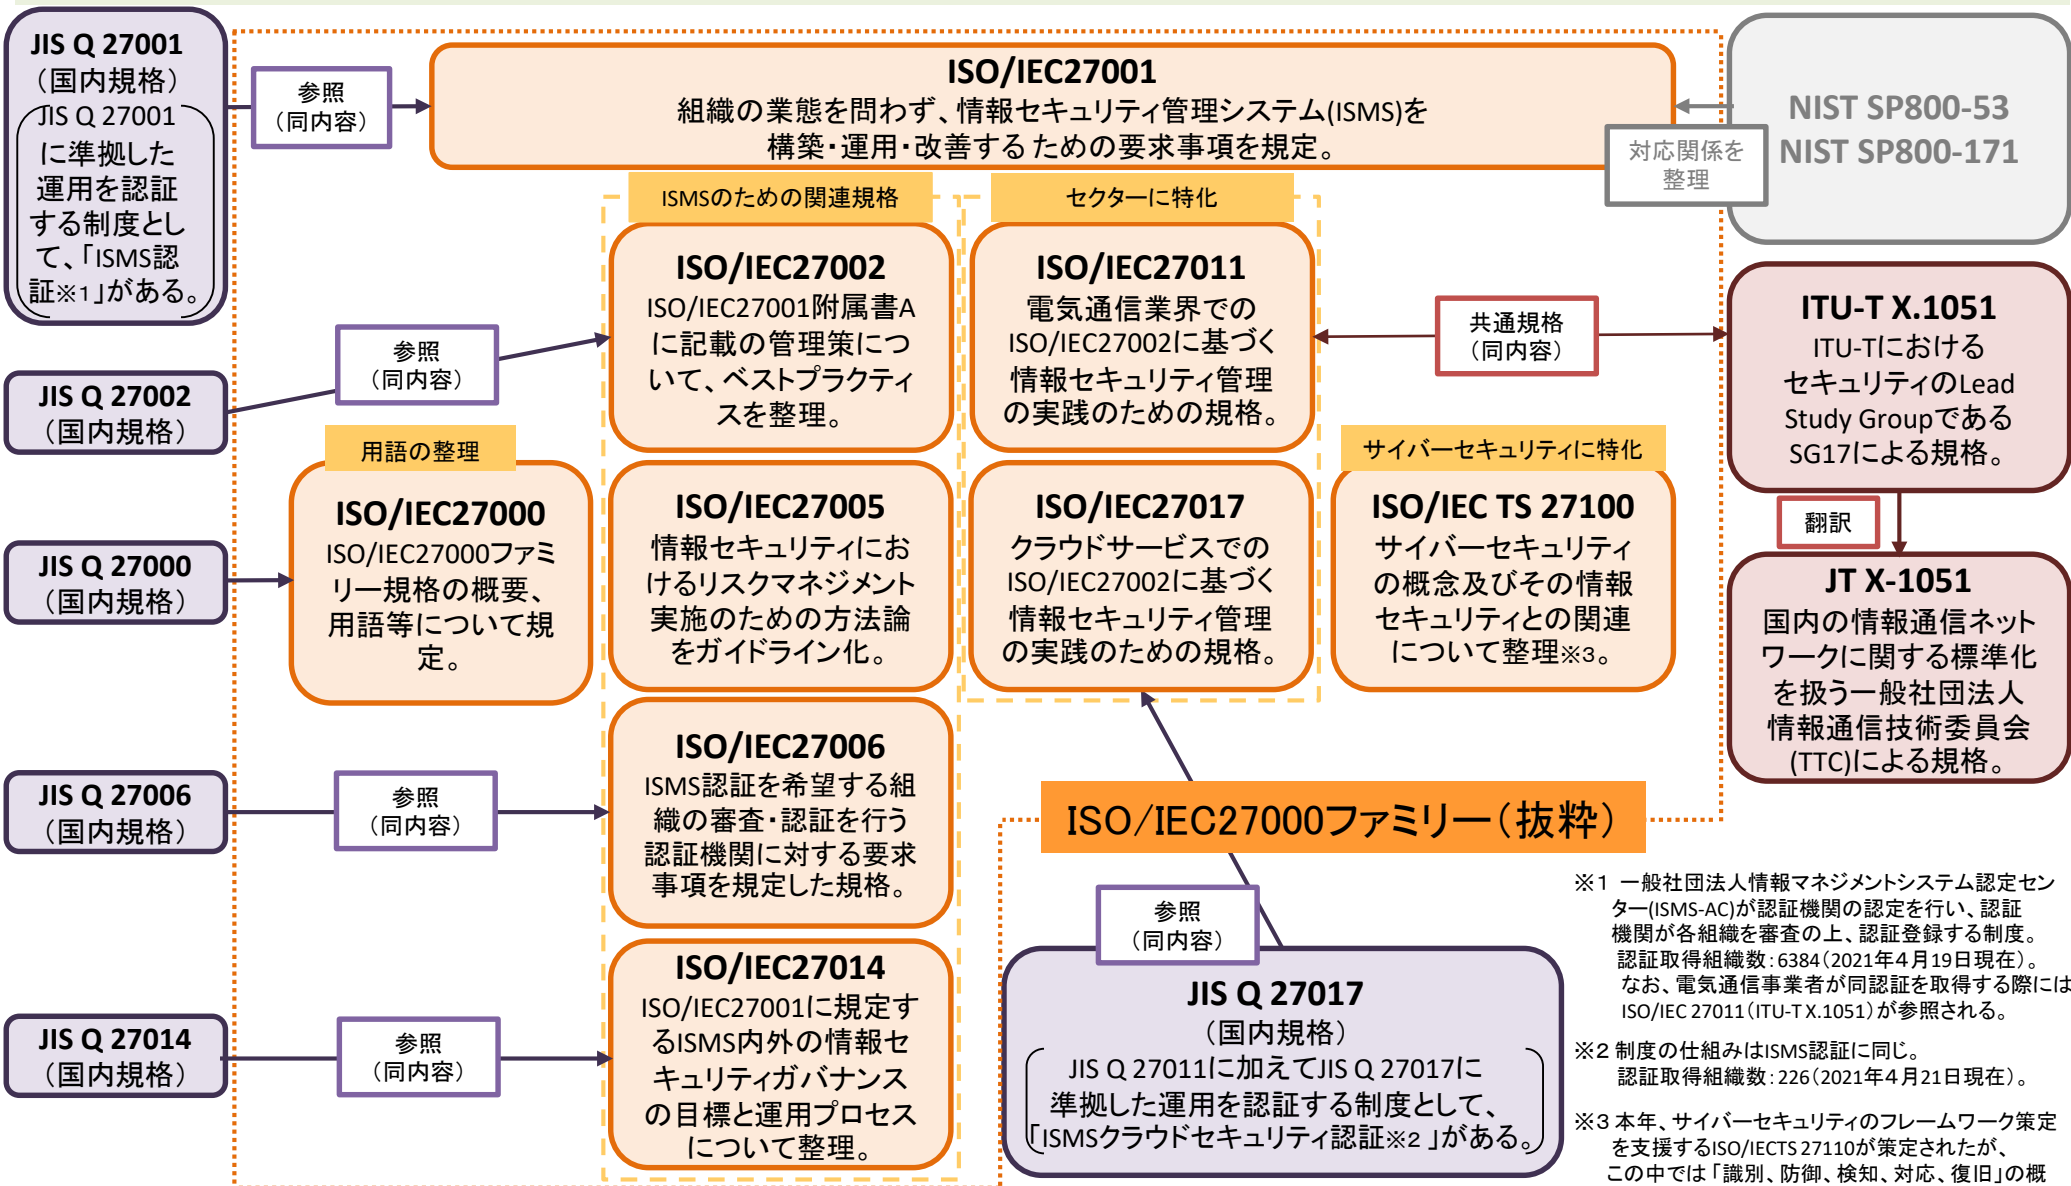 JIS Q 27001
（国内規格）
JIS Q 27001
に準拠した
運用を認証
する制度とし
て、「ISMS認
証※1」がある。
参照
（同内容）
ISO/IEC27001
組織の業態を問わず、情報セキュリティ管理システム(ISMS)を
構築・運用・改善するための要求事項を規定。
対応関係を
整理
NIST SP800-53
NIST SP800-171
ISMSのための関連規格
セクターに特化
ISO/IEC27002
ISO/IEC27001附属書A
に記載の管理策につ
いて、ベストプラクティ
スを整理。
ISO/IEC27011
電気通信業界での
ISO/IEC27002に基づく
情報セキュリティ管理
の実践のための規格。
共通規格
（同内容）
ITU-T X.1051
ITU-Tにおける
セキュリティのLead
Study Groupである
SG17による規格。
JIS Q 27002
（国内規格）
参照
（同内容）
用語の整理
サイバーセキュリティに特化
翻訳
JIS Q 27000
（国内規格）
ISO/IEC27000
ISO/IEC27000ファミ
リー規格の概要、
用語等について規
定。
ISO/IEC27005
情報セキュリティにお
けるリスクマネジメント
実施のための方法論
をガイドライン化。
ISO/IEC27017
クラウドサービスでの
ISO/IEC27002に基づく
情報セキュリティ管理
の実践のための規格。
ISO/IEC TS 27100
サイバーセキュリティ
の概念及びその情報
セキュリティとの関連
について整理※3。
JT X-1051
国内の情報通信ネット
ワークに関する標準化
を扱う一般社団法人
情報通信技術委員会
(TTC)による規格。
JIS Q 27006
（国内規格）
参照
（同内容）
ISO/IEC27006
ISMS認証を希望する組
織の審査・認証を行う
認証機関に対する要求
事項を規定した規格。
ISO/IEC27000ファミリー（抜粋）
JIS Q 27014
（国内規格）
参照
（同内容）
ISO/IEC27014
ISO/IEC27001に規定す
るISMS内外の情報セ
キュリティガバナンス
の目標と運用プロセス
について整理。
参照
（同内容）
JIS Q 27017
（国内規格）
JIS Q 27011に加えてJIS Q 27017に
準拠した運用を認証する制度として、
「ISMSクラウドセキュリティ認証※2 」がある。
※1 一般社団法人情報マネジメントシステム認定セン
ター(ISMS-AC)が認証機関の認定を行い、認証
機関が各組織を審査の上、認証登録する制度。
認証取得組織数：6384（2021年４月19日現在）。
なお、電気通信事業者が同認証を取得する際には
ISO/IEC 27011（ITU-T X.1051）が参照される。
※2 制度の仕組みはISMS認証に同じ。
認証取得組織数：226（2021年４月21日現在）。
※3 本年、サイバーセキュリティのフレームワーク策定
を支援するISO/IECTS 27110が策定されたが、
この中では「識別、防御、検知、対応、復旧」の概